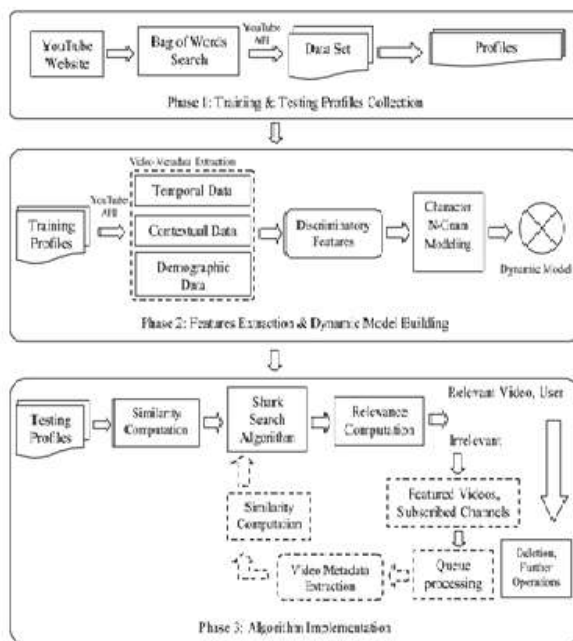 YouTube
Website
Bag of Words
Search
YouTube
API
Data Set
Profiles
Phase 1: Training & Testing Profiles Collection
Training
Profiles
YouTube
API
Video Metadata Extraction
Temporal Data
Contextual Data
Demographic
Data
Discriminatory
Features
Character
N-Gram
Modeling
Dynamic Model
Phase 2: Features Extraction & Dynamic Model Building
Testing
Profiles
Similarity
Computation
Shark
Search
Algorithm
Relevance
Computation
Relevant Video, User
Irrelevant
Featured Videos,
Subscribed Channels
Queue
processing
Video Metadata
Extraction
Similarity
Computation
Deletion,
Further
Operations
Phase 3: Algorithm Implementation